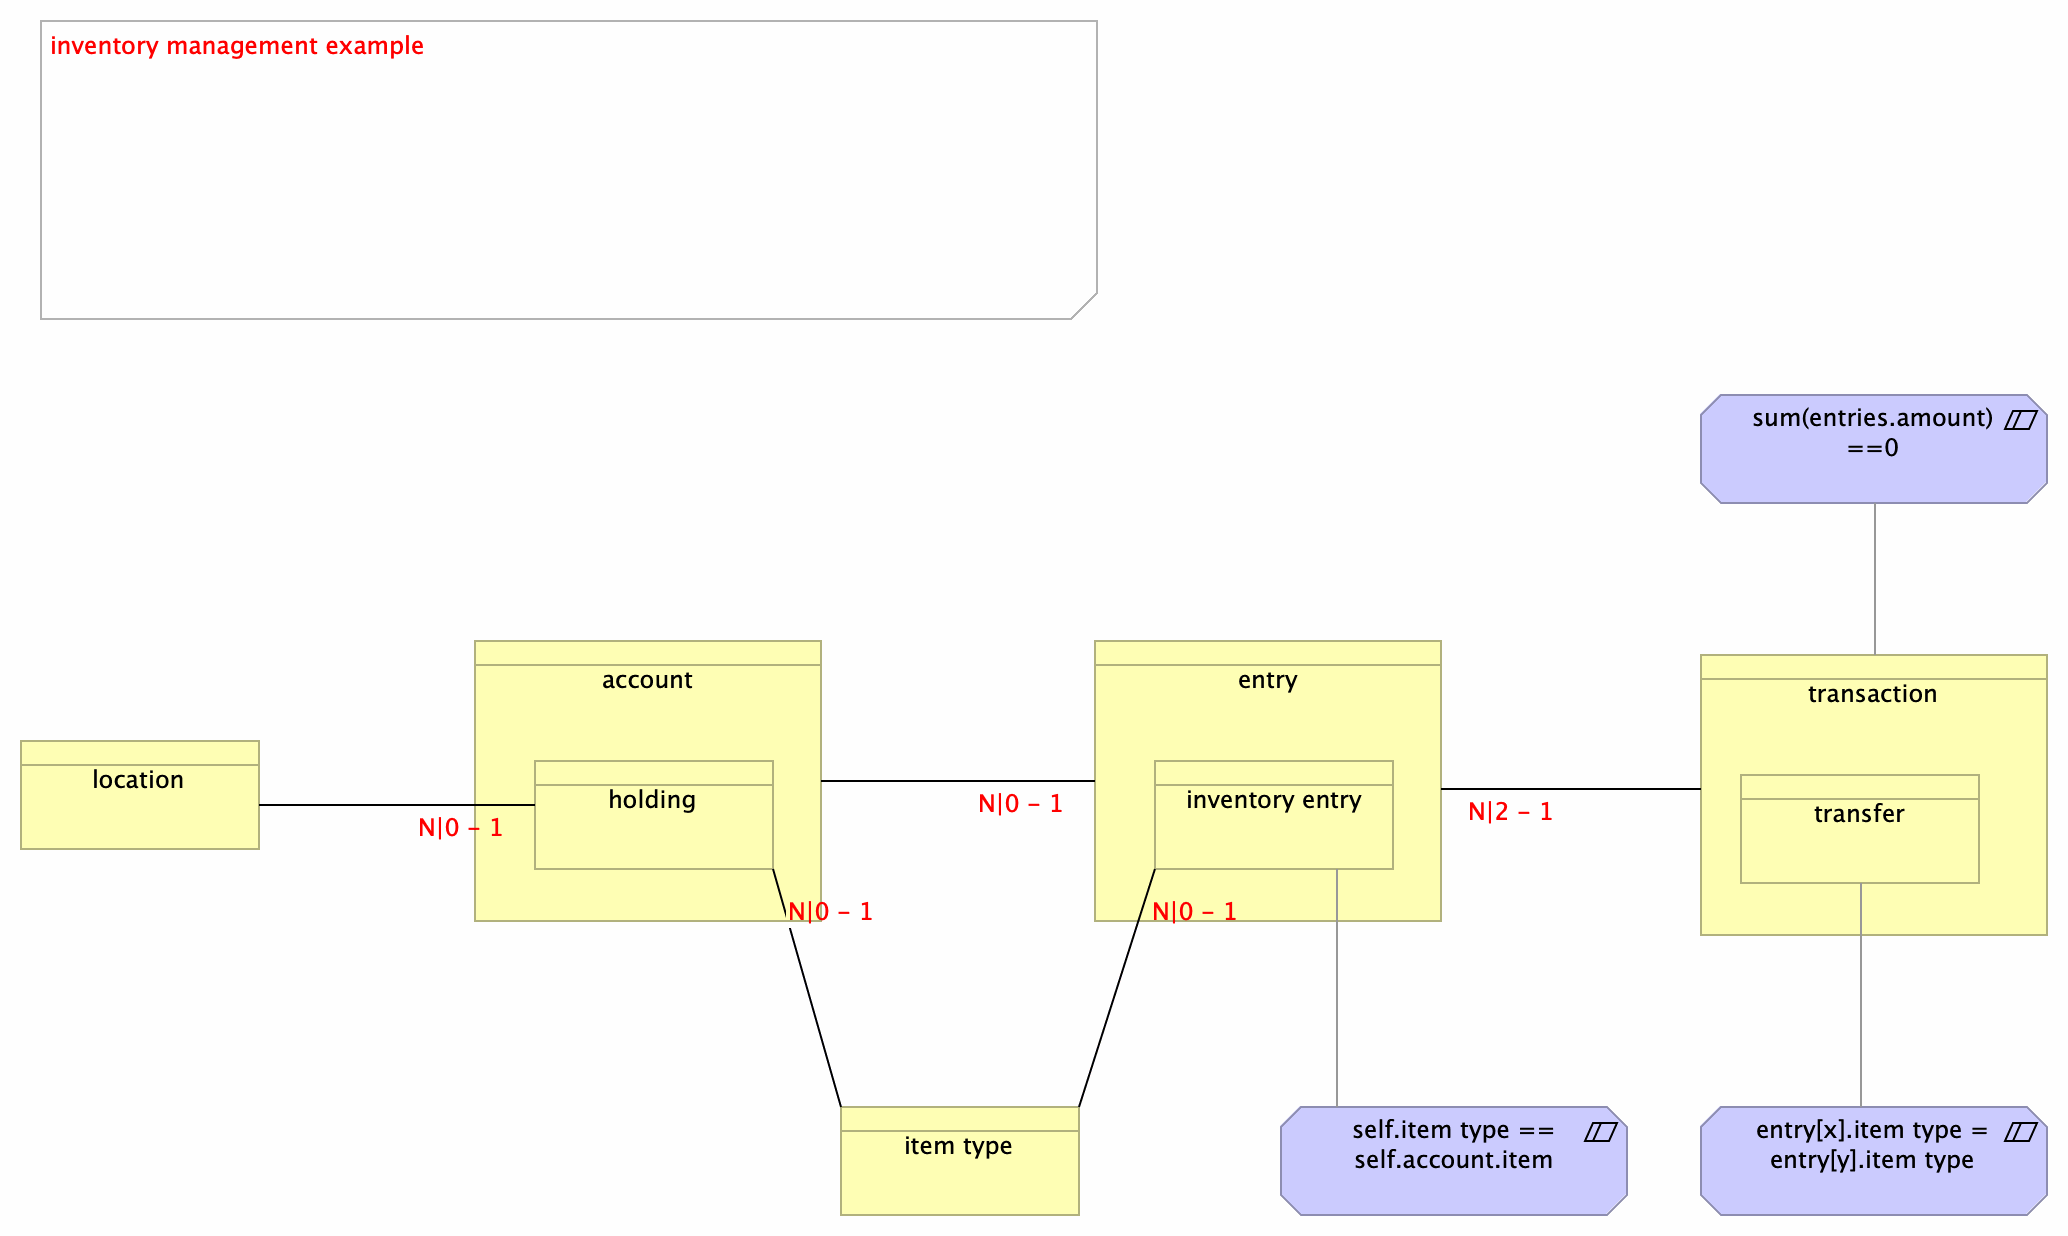 inventory management example
sum(entries.amount)
==0
account
entry
transaction
location
holding
inventory entry
transfer
N|0 - 1
N|0 - 1
N|2 - 1
N|0 - 1
N|0 - 1
item type
self.item type ==
self.account.item
entry[x].item type =
entry[y].item type